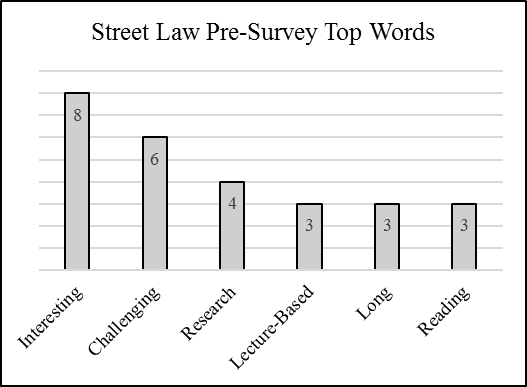 Street Law Pre-Survey Top Words
8
6
4
3
3
3
Interesting
Challenging
Research
Lecture-Based
Long
Reading